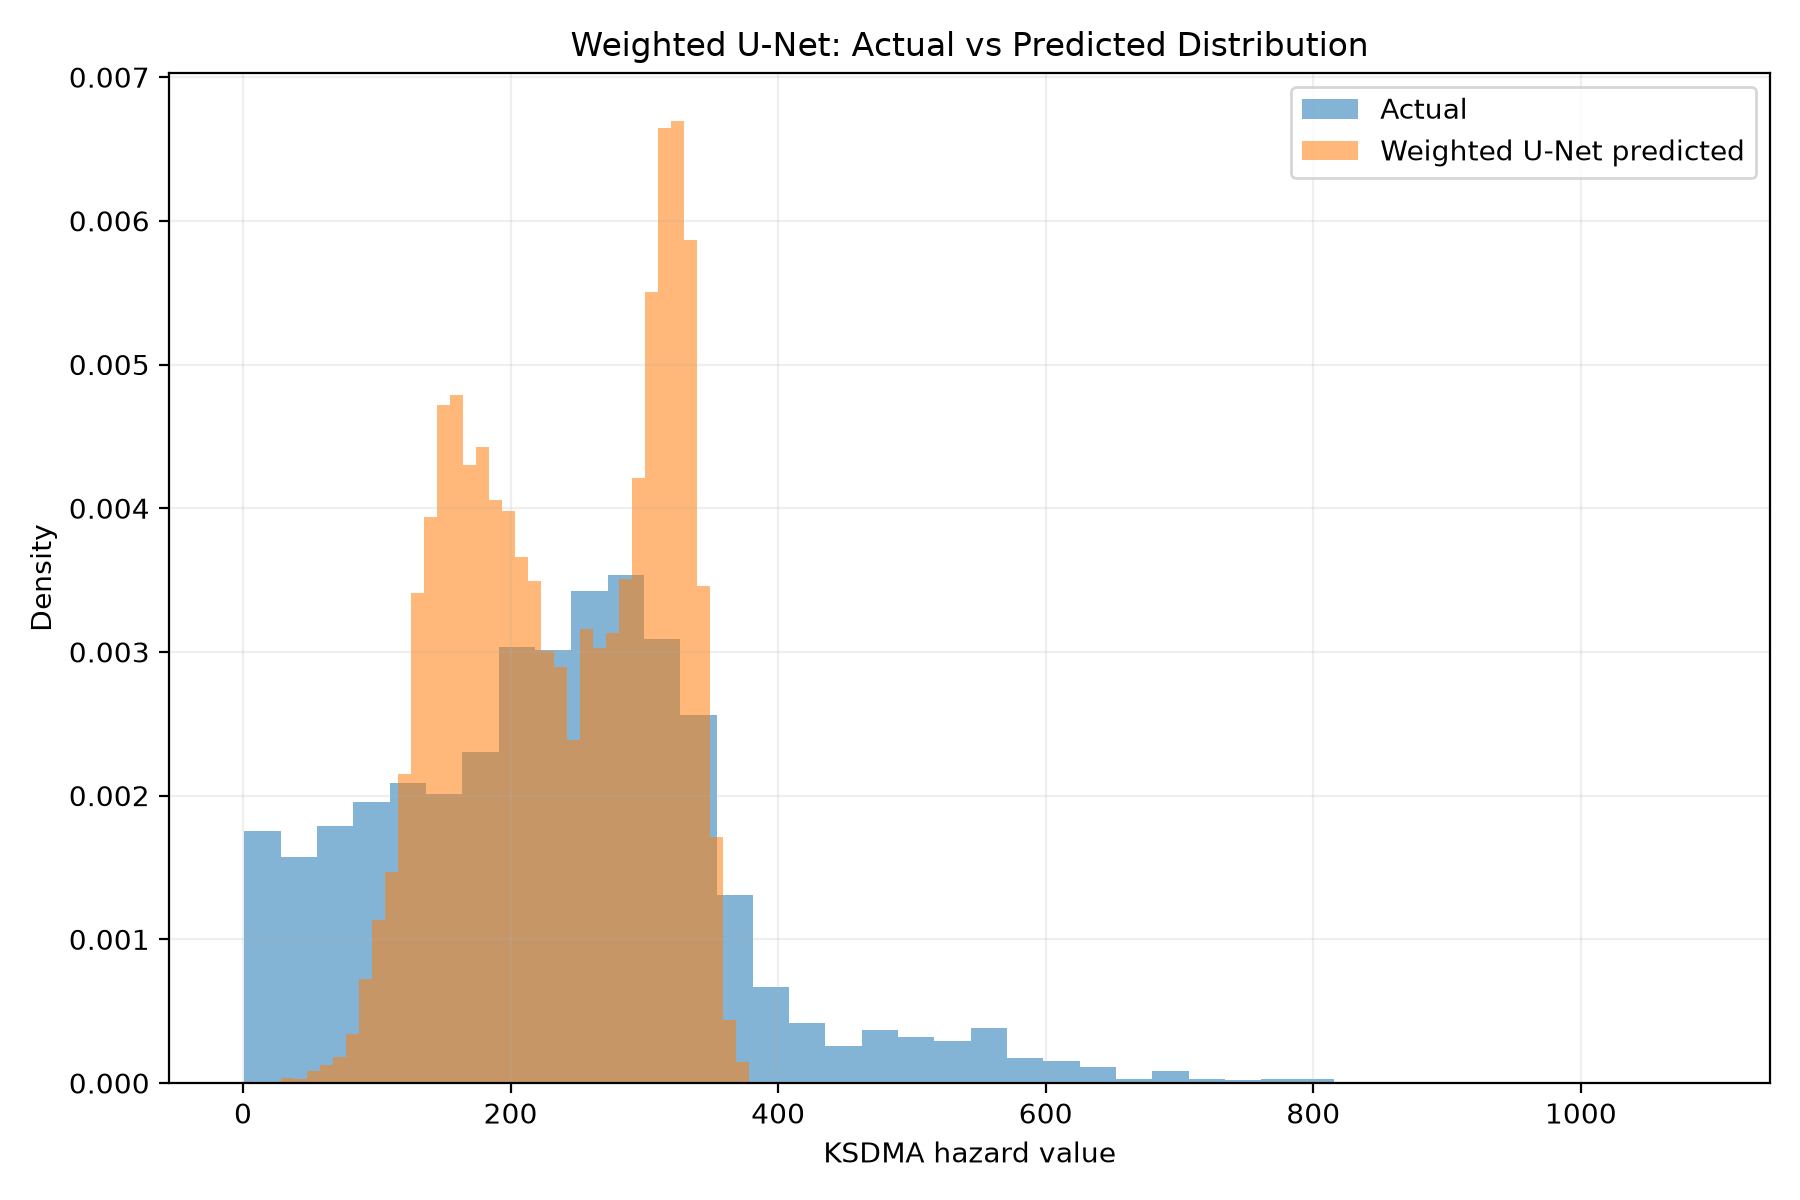 Weighted U-Net: Actual vs Predicted Distribution
Actual
Weighted U-Net predicted
0.007
0.006
0.005
0.004
0.003
0.002
0.001
0.000
Density
0 200 400 600 800 1000
KSDMA hazard value